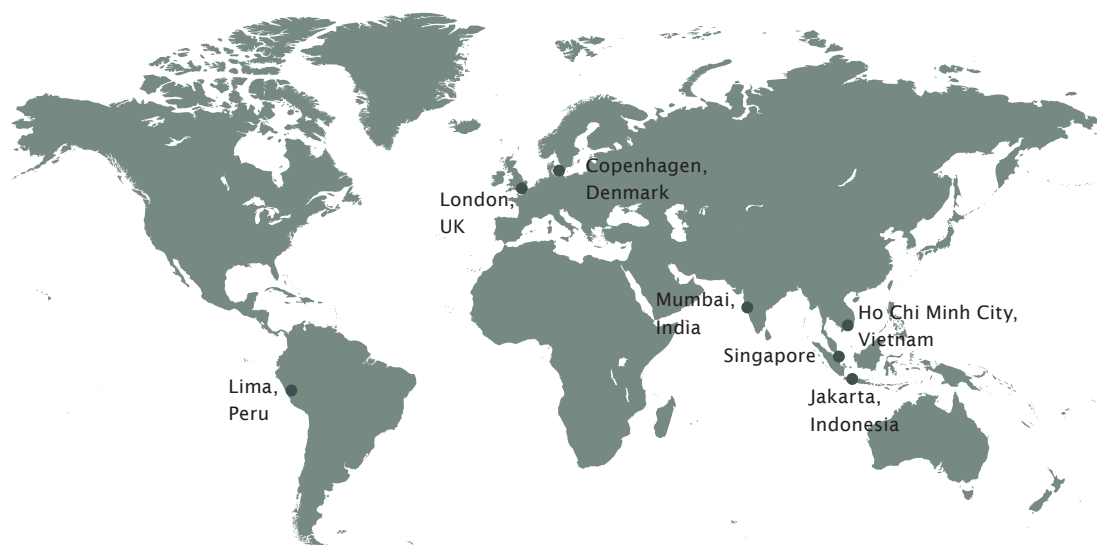 Copenhagen,
Denmark
London,
UK
Mumbai,
India
Ho Chi Minh City,
Vietnam
Singapore
Lima,
Peru
Jakarta,
Indonesia